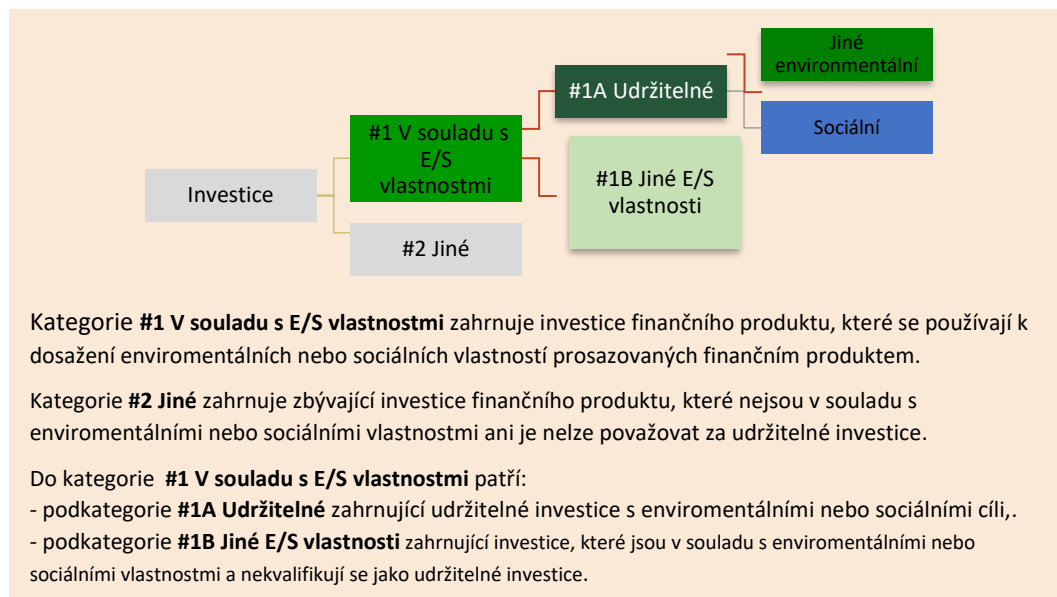 Jiné
environmentální
#1A Udržitelné
Sociální
#1 V souladu s
E/S
vlastnostmi
#1B Jiné E/S
vlastnosti
Investice
#2 Jiné
Kategorie #1 V souladu s E/S vlastnostmi zahrnuje investice finančního produktu, které se používají k
dosažení enviromentálních nebo sociálních vlastností prosazovaných finančním produktem.
Kategorie #2 Jiné zahrnuje zbývající investice finančního produktu, které nejsou v souladu s
enviromentálními nebo sociálními vlastnostmi ani je nelze považovat za udržitelné investice.
Do kategorie #1 V souladu s E/S vlastnostmi patří:
- podkategorie #1A Udržitelné zahrnující udržitelné investice s enviromentálními nebo sociálními cíli,.
- podkategorie #1B Jiné E/S vlastnosti zahrnující investice, které jsou v souladu s enviromentálními nebo
sociálními vlastnostmi a nekvalifikují se jako udržitelné investice.